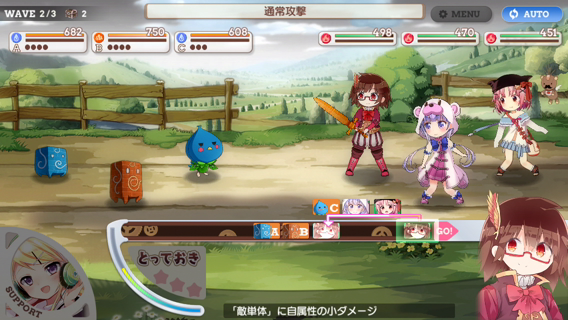 WAVE 2/3 2
通常攻撃
MENU
AUTO
682
A
750
B
608
C
498
470
451
C
A
B
GO!
とっておき
SUPPORT
「敵単体」に自属性の小ダメージ